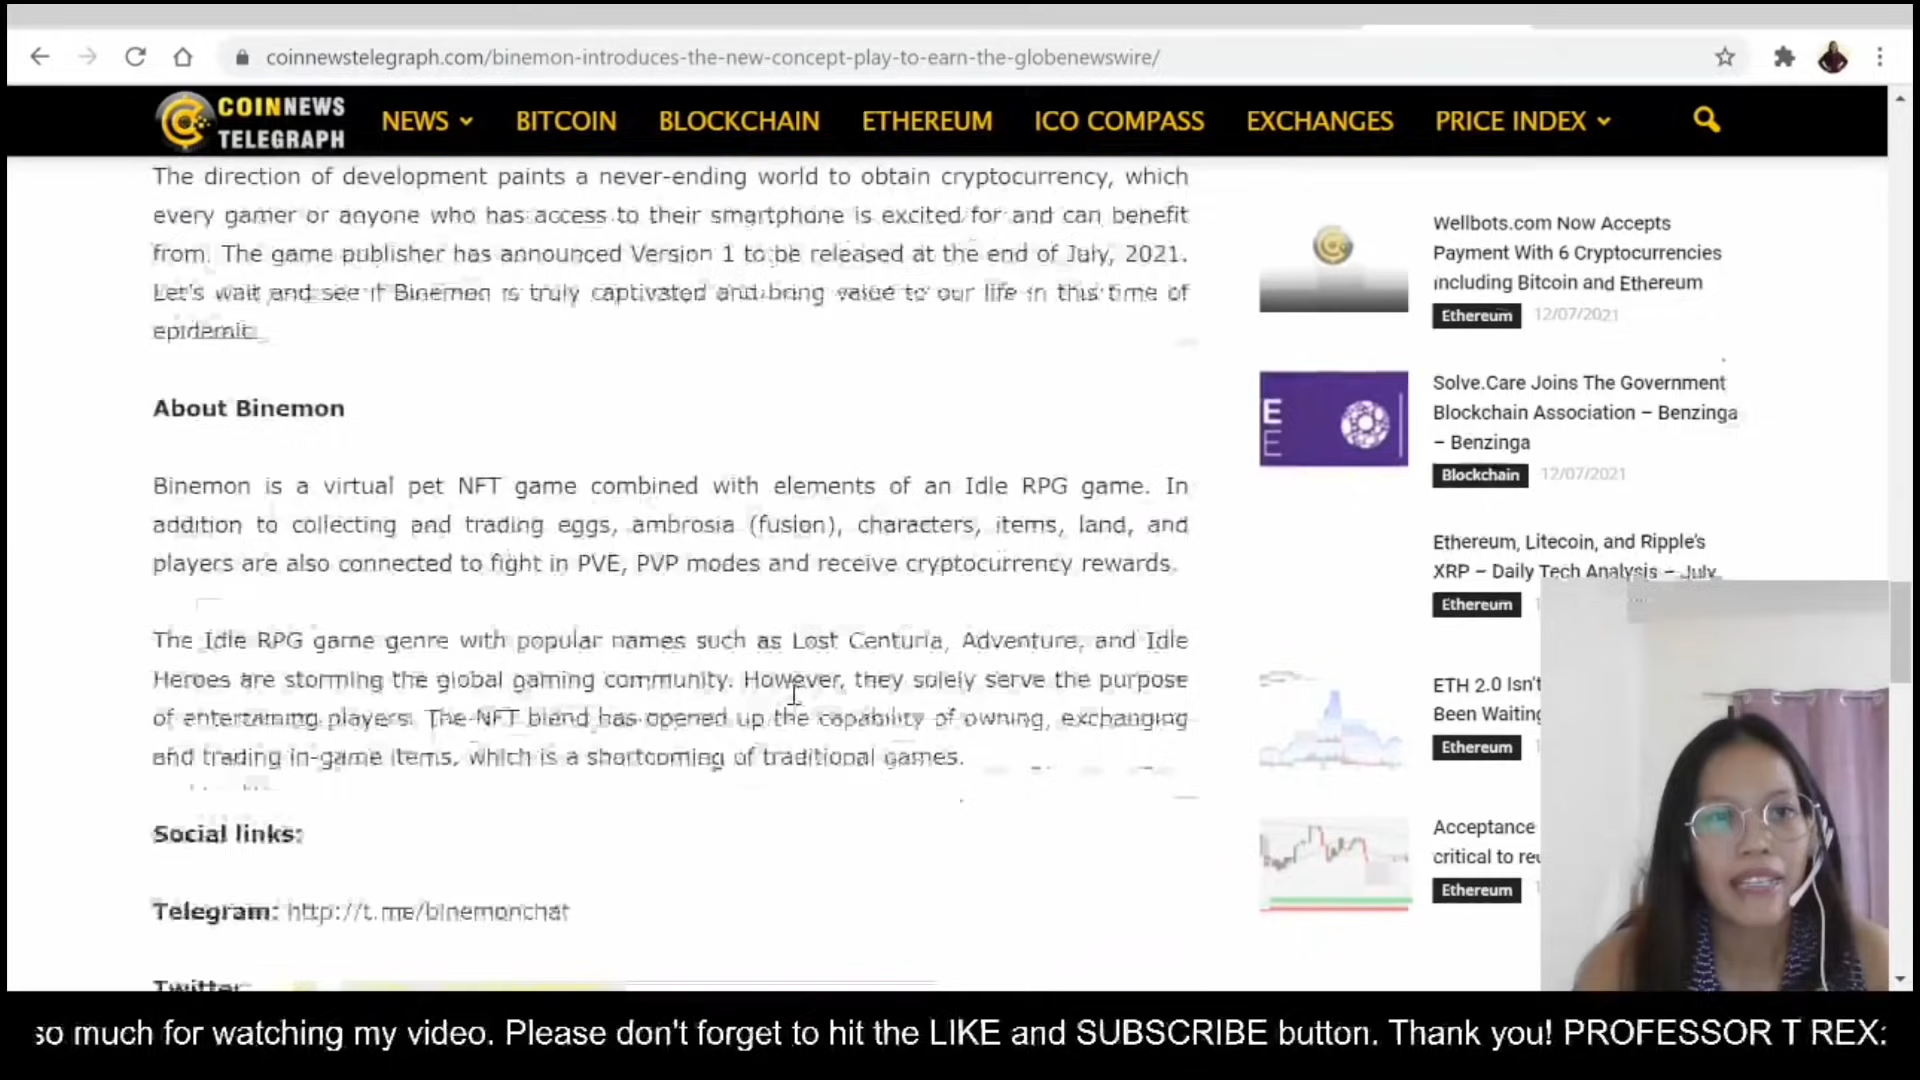 coinnewstelegraph.com/binemon-introduces-the-new-concept-play-to-earn-the-globenewswire/
COINNEWS
TELEGRAPH
NEWS BITCOIN BLOCKCHAIN ETHEREUM ICO COMPASS EXCHANGES PRICE INDEX
The direction of development paints a never-ending world to obtain cryptocurrency, which
every gamer or anyone who has access to their smartphone is excited for and can benefit
from. The game publisher has announced Version 1 to be released at the end of July, 2021.
Let's wait and see if Binemon is truly captivated and bring value to our life in this time of
epidemic.
About Binemon
Binemon is a virtual pet NFT game combined with elements of an Idle RPG game. In
addition to collecting and trading eggs, ambrosia (fusion), characters, items, land, and
players are also connected to fight in PVE, PVP modes and receive cryptocurrency rewards.
The Idle RPG game genre with popular names such as Lost Centuria, Adventure, and Idle
Heroes are storming the global gaming community. However, they solely serve the purpose
of entertaining players. The NFT blend has opened up the capability of owning, exchanging
and trading in-game items, which is a shortcoming of traditional games.
Social links:
Telegram: http://t.me/binemonchat
Twitter:
Wellbots.com Now Accepts
Payment With 6 Cryptocurrencies
including Bitcoin and Ethereum
Ethereum 12/07/2021
E
E
Solve.Care Joins The Government
Blockchain Association – Benzinga
– Benzinga
Blockchain 12/07/2021
Ethereum, Litecoin, and Ripple's
XRP – Daily Tech Analysis – July
Ethereum
ETH 2.0 Isn't
Been Waiting
Ethereum
Acceptance
critical to
Ethereum
so much for watching my video. Please don't forget to hit the LIKE and SUBSCRIBE button. Thank you! PROFESSOR T REX: